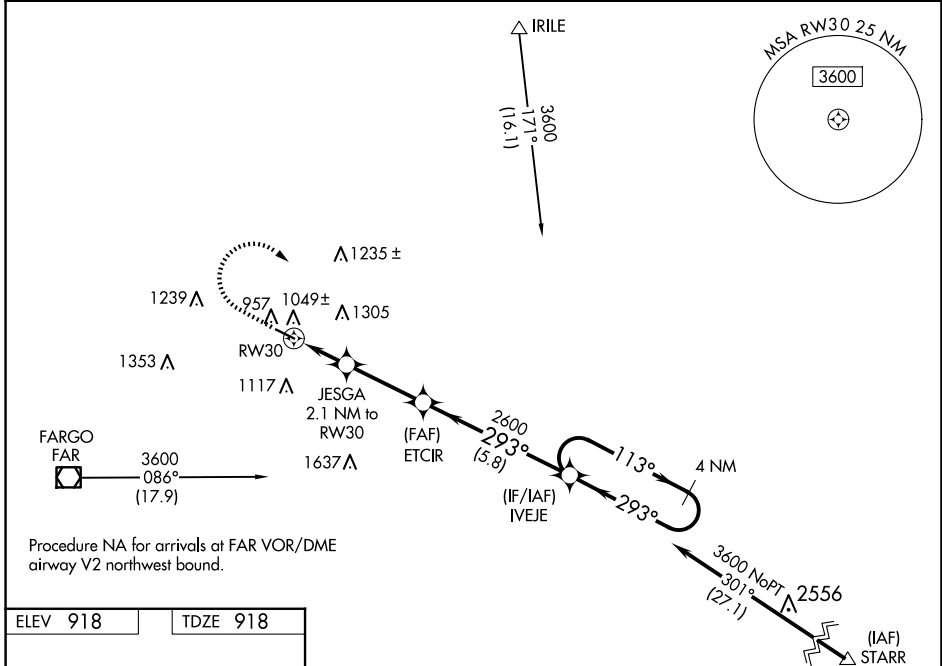 IRILE
MSA RW30 25 NM
3600
3600
171°
(16.1)
1235 ±
1239
957
1049±
1305
RW30
1353
1117
JESGA
2.1 NM to
RW30
(FAF)
ETCIR
2600
293°
(5.8)
113°
4 NM
293°
(IF/IAF)
IVEJE
FARGO
FAR
3600
086°
(17.9)
1637
Procedure NA for arrivals at FAR VOR/DME
airway V2 northwest bound.
3600 NoPT
301°
(27.1)
2556
(IAF)
STARR
ELEV 918
TDZE 918